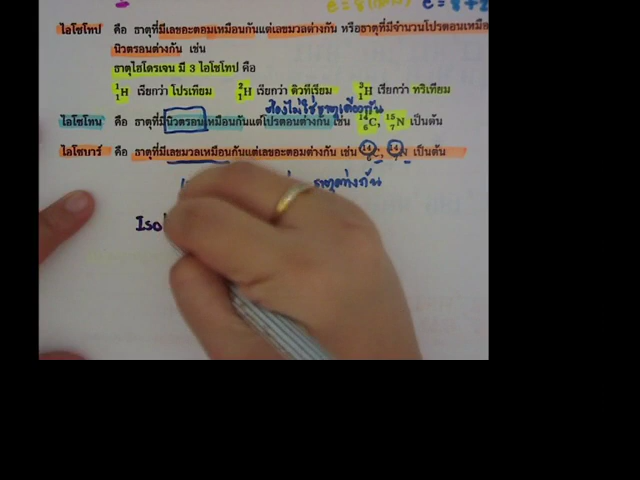 e = 8 + 2
ไอโซโทป คือ ธาตุที่มีเลขอะตอมเหมือนกันแต่เลขมวลต่างกัน หรือธาตุที่มีจำนวนโปรตอนเหมือน
นิวตรอนต่างกัน เช่น
ธาตุไฮโดรเจน มี 3 ไอโซโทป คือ
¹₁H เรียกว่า โปรเทียม ²₁H เรียกว่า ดิวทีเรียม ³₁H เรียกว่า ทริเทียม
ต้องไม่ใช่ธาตุเดียวกัน
ไอโซโทน คือ ธาตุที่มีนิวตรอนเหมือนกันแต่โปรตอนต่างกัน เช่น ¹⁴₆C, ¹⁵₇N เป็นต้น
ไอโซบาร์ คือ ธาตุที่มีเลขมวลเหมือนกันแต่เลขอะตอมต่างกัน เช่น ¹⁴₆C, ¹⁴₇N เป็นต้น
ธาตุต่างกัน
Iso